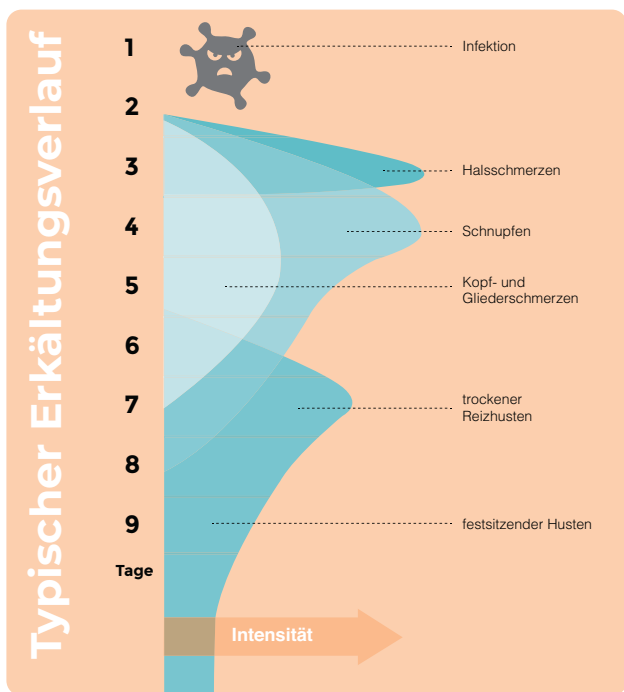 Typischer Erkältungsverlauf
1
Infektion
2
3
Halsschmerzen
4
Schnupfen
5
Kopf- und
Gliederschmerzen
6
7
trockener
Reizhusten
8
9
festsitzender Husten
Tage
Intensität